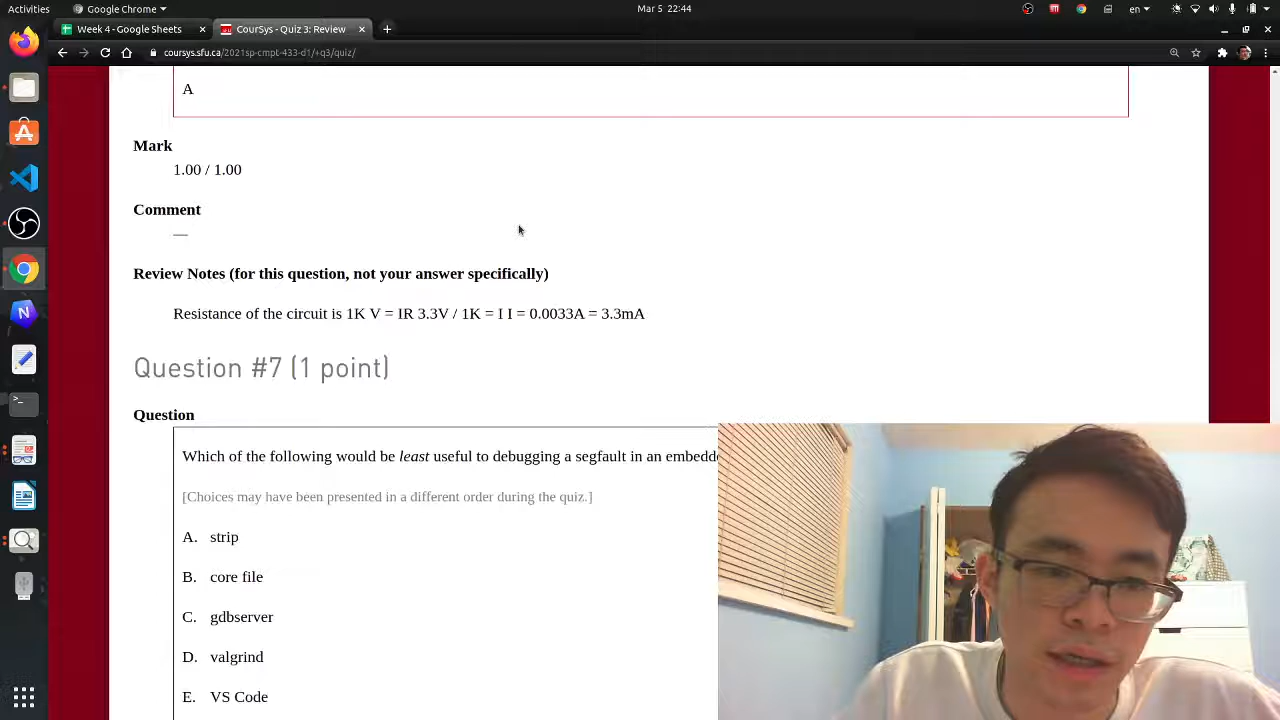 Activities
Google Chrome
Mar 5 22:44
en
Week 4 - Google Sheets
CourSys - Quiz 3: Review
coursys.sfu.ca/2021sp-cmpt-433-d1/+q3/quiz/
A
Mark
1.00 / 1.00
Comment
—
Review Notes (for this question, not your answer specifically)
Resistance of the circuit is 1K V = IR 3.3V / 1K = I I = 0.0033A = 3.3mA
Question #7 (1 point)
Question
Which of the following would be least useful to debugging a segfault in an embedde
[Choices may have been presented in a different order during the quiz.]
A. strip
B. core file
C. gdbserver
D. valgrind
E. VS Code